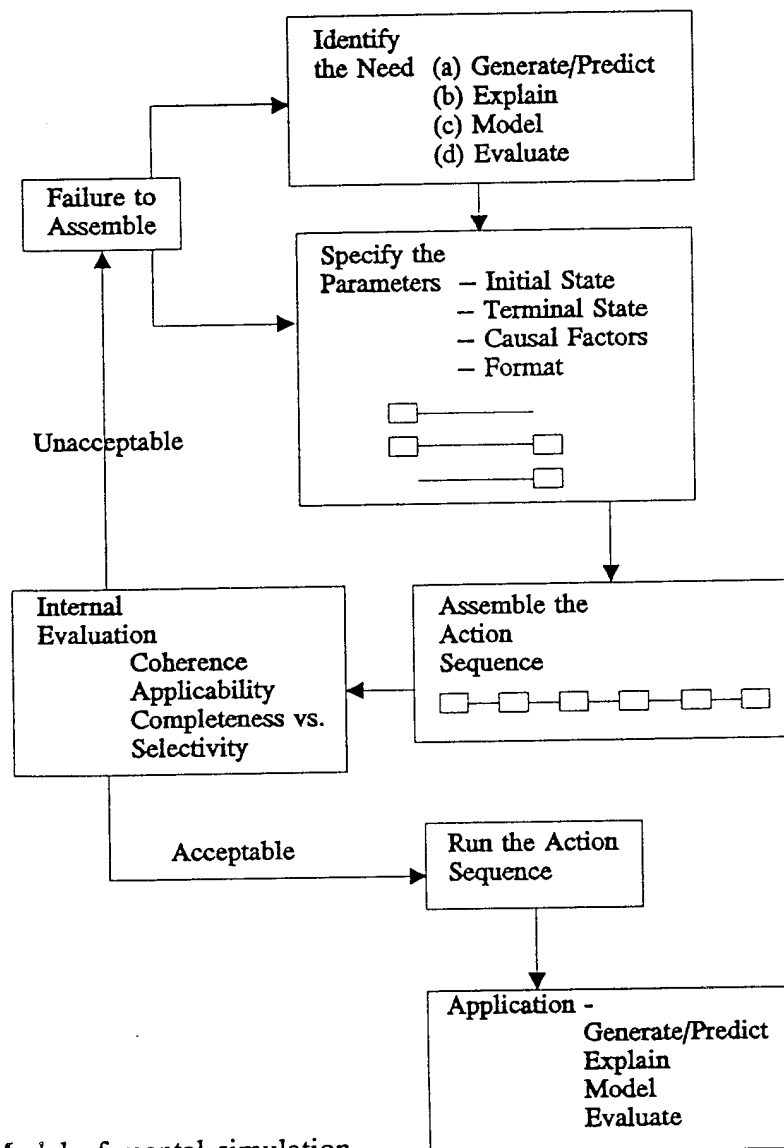 Identify
the Need (a) Generate/Predict
(b) Explain
(c) Model
(d) Evaluate
Failure to
Assemble
Specify the
Parameters – Initial State
– Terminal State
– Causal Factors
– Format
Unacceptable
Internal
Evaluation
Coherence
Applicability
Completeness vs.
Selectivity
Assemble the
Action
Sequence
Acceptable
Run the Action
Sequence
Application -
Generate/Predict
Explain
Model
Evaluate
of mental simulation